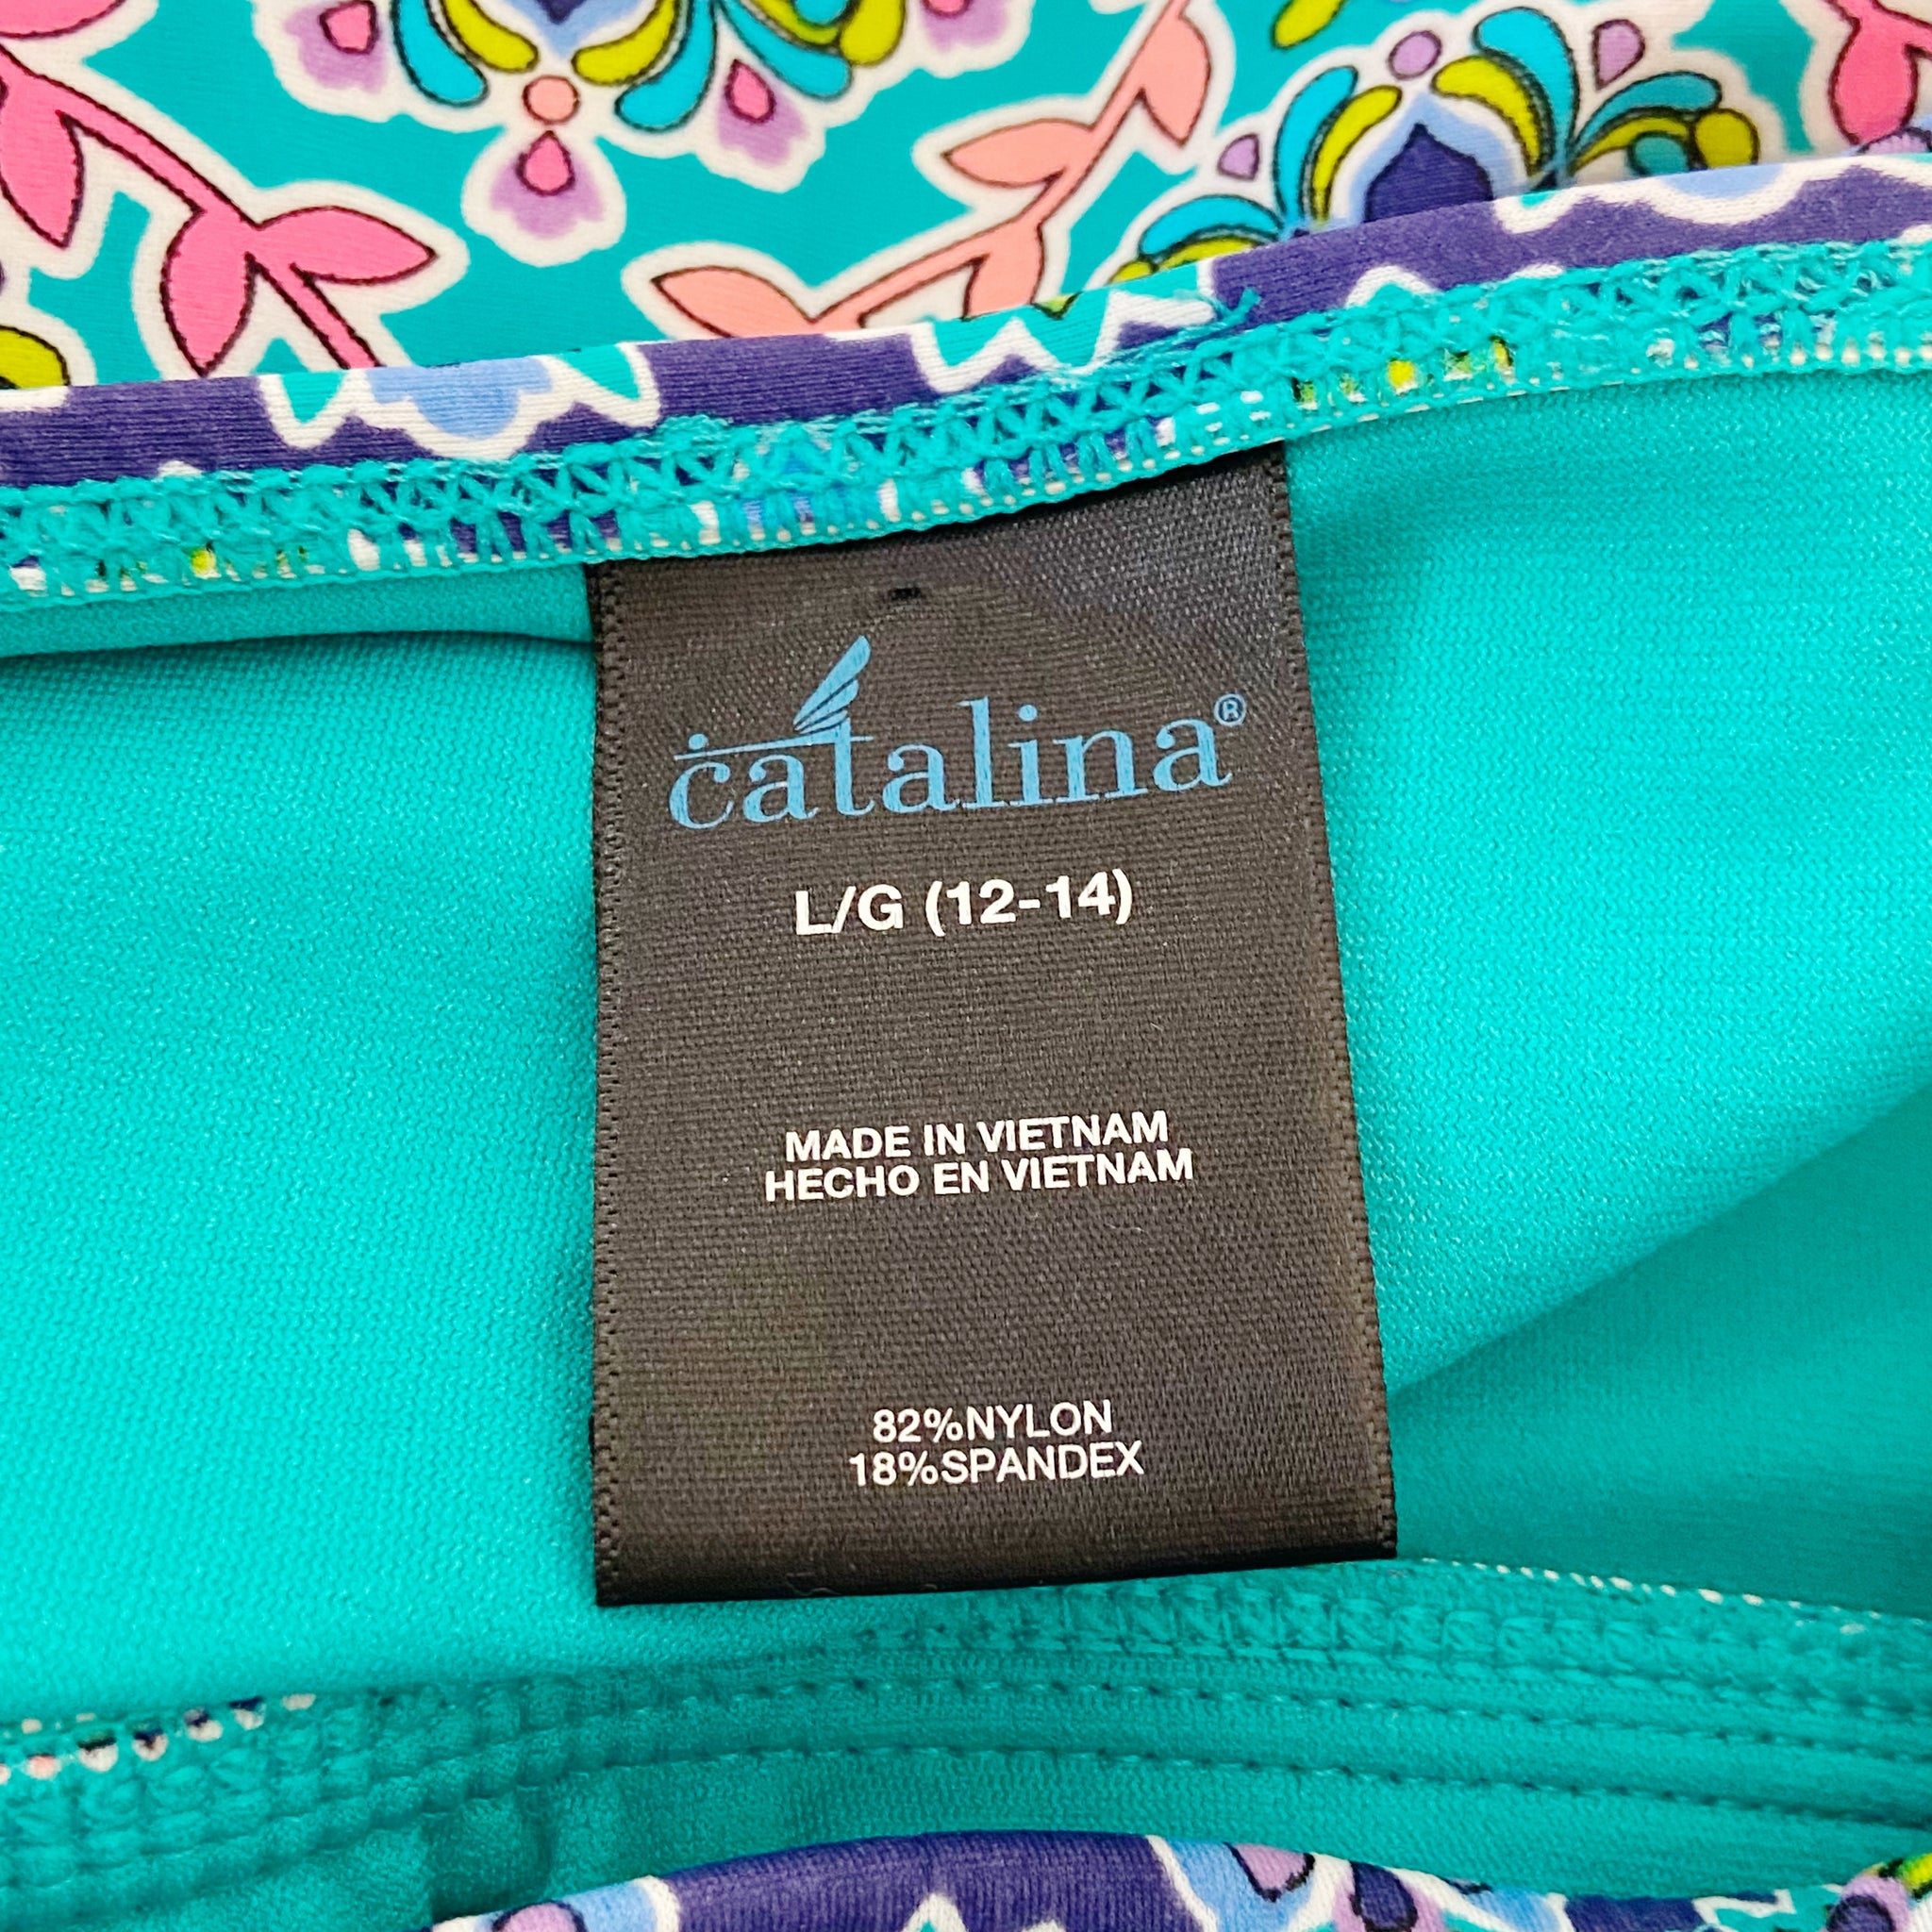 catalina®
L/G (12-14)
MADE IN VIETNAM
HECHO EN VIETNAM
82%NYLON
18%SPANDEX